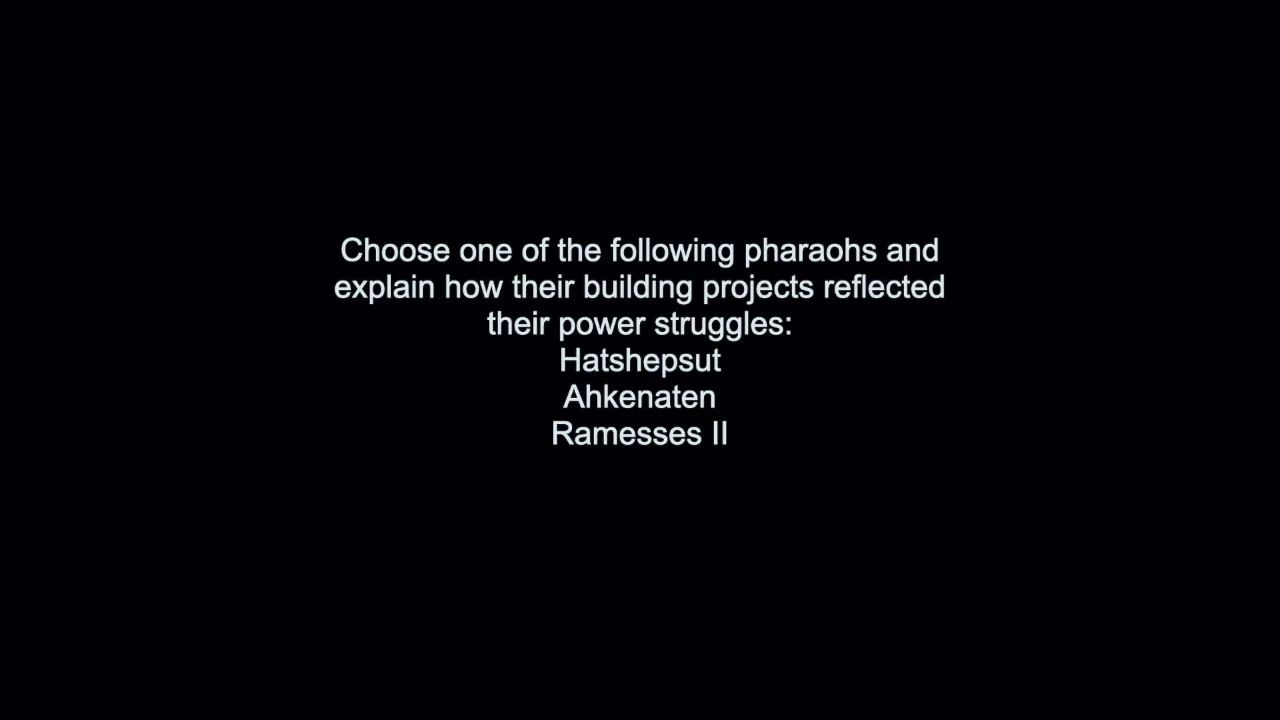 Choose one of the following pharaohs and
explain how their building projects reflected
their power struggles:
Hatshepsut
Ahkenaten
Ramesses II